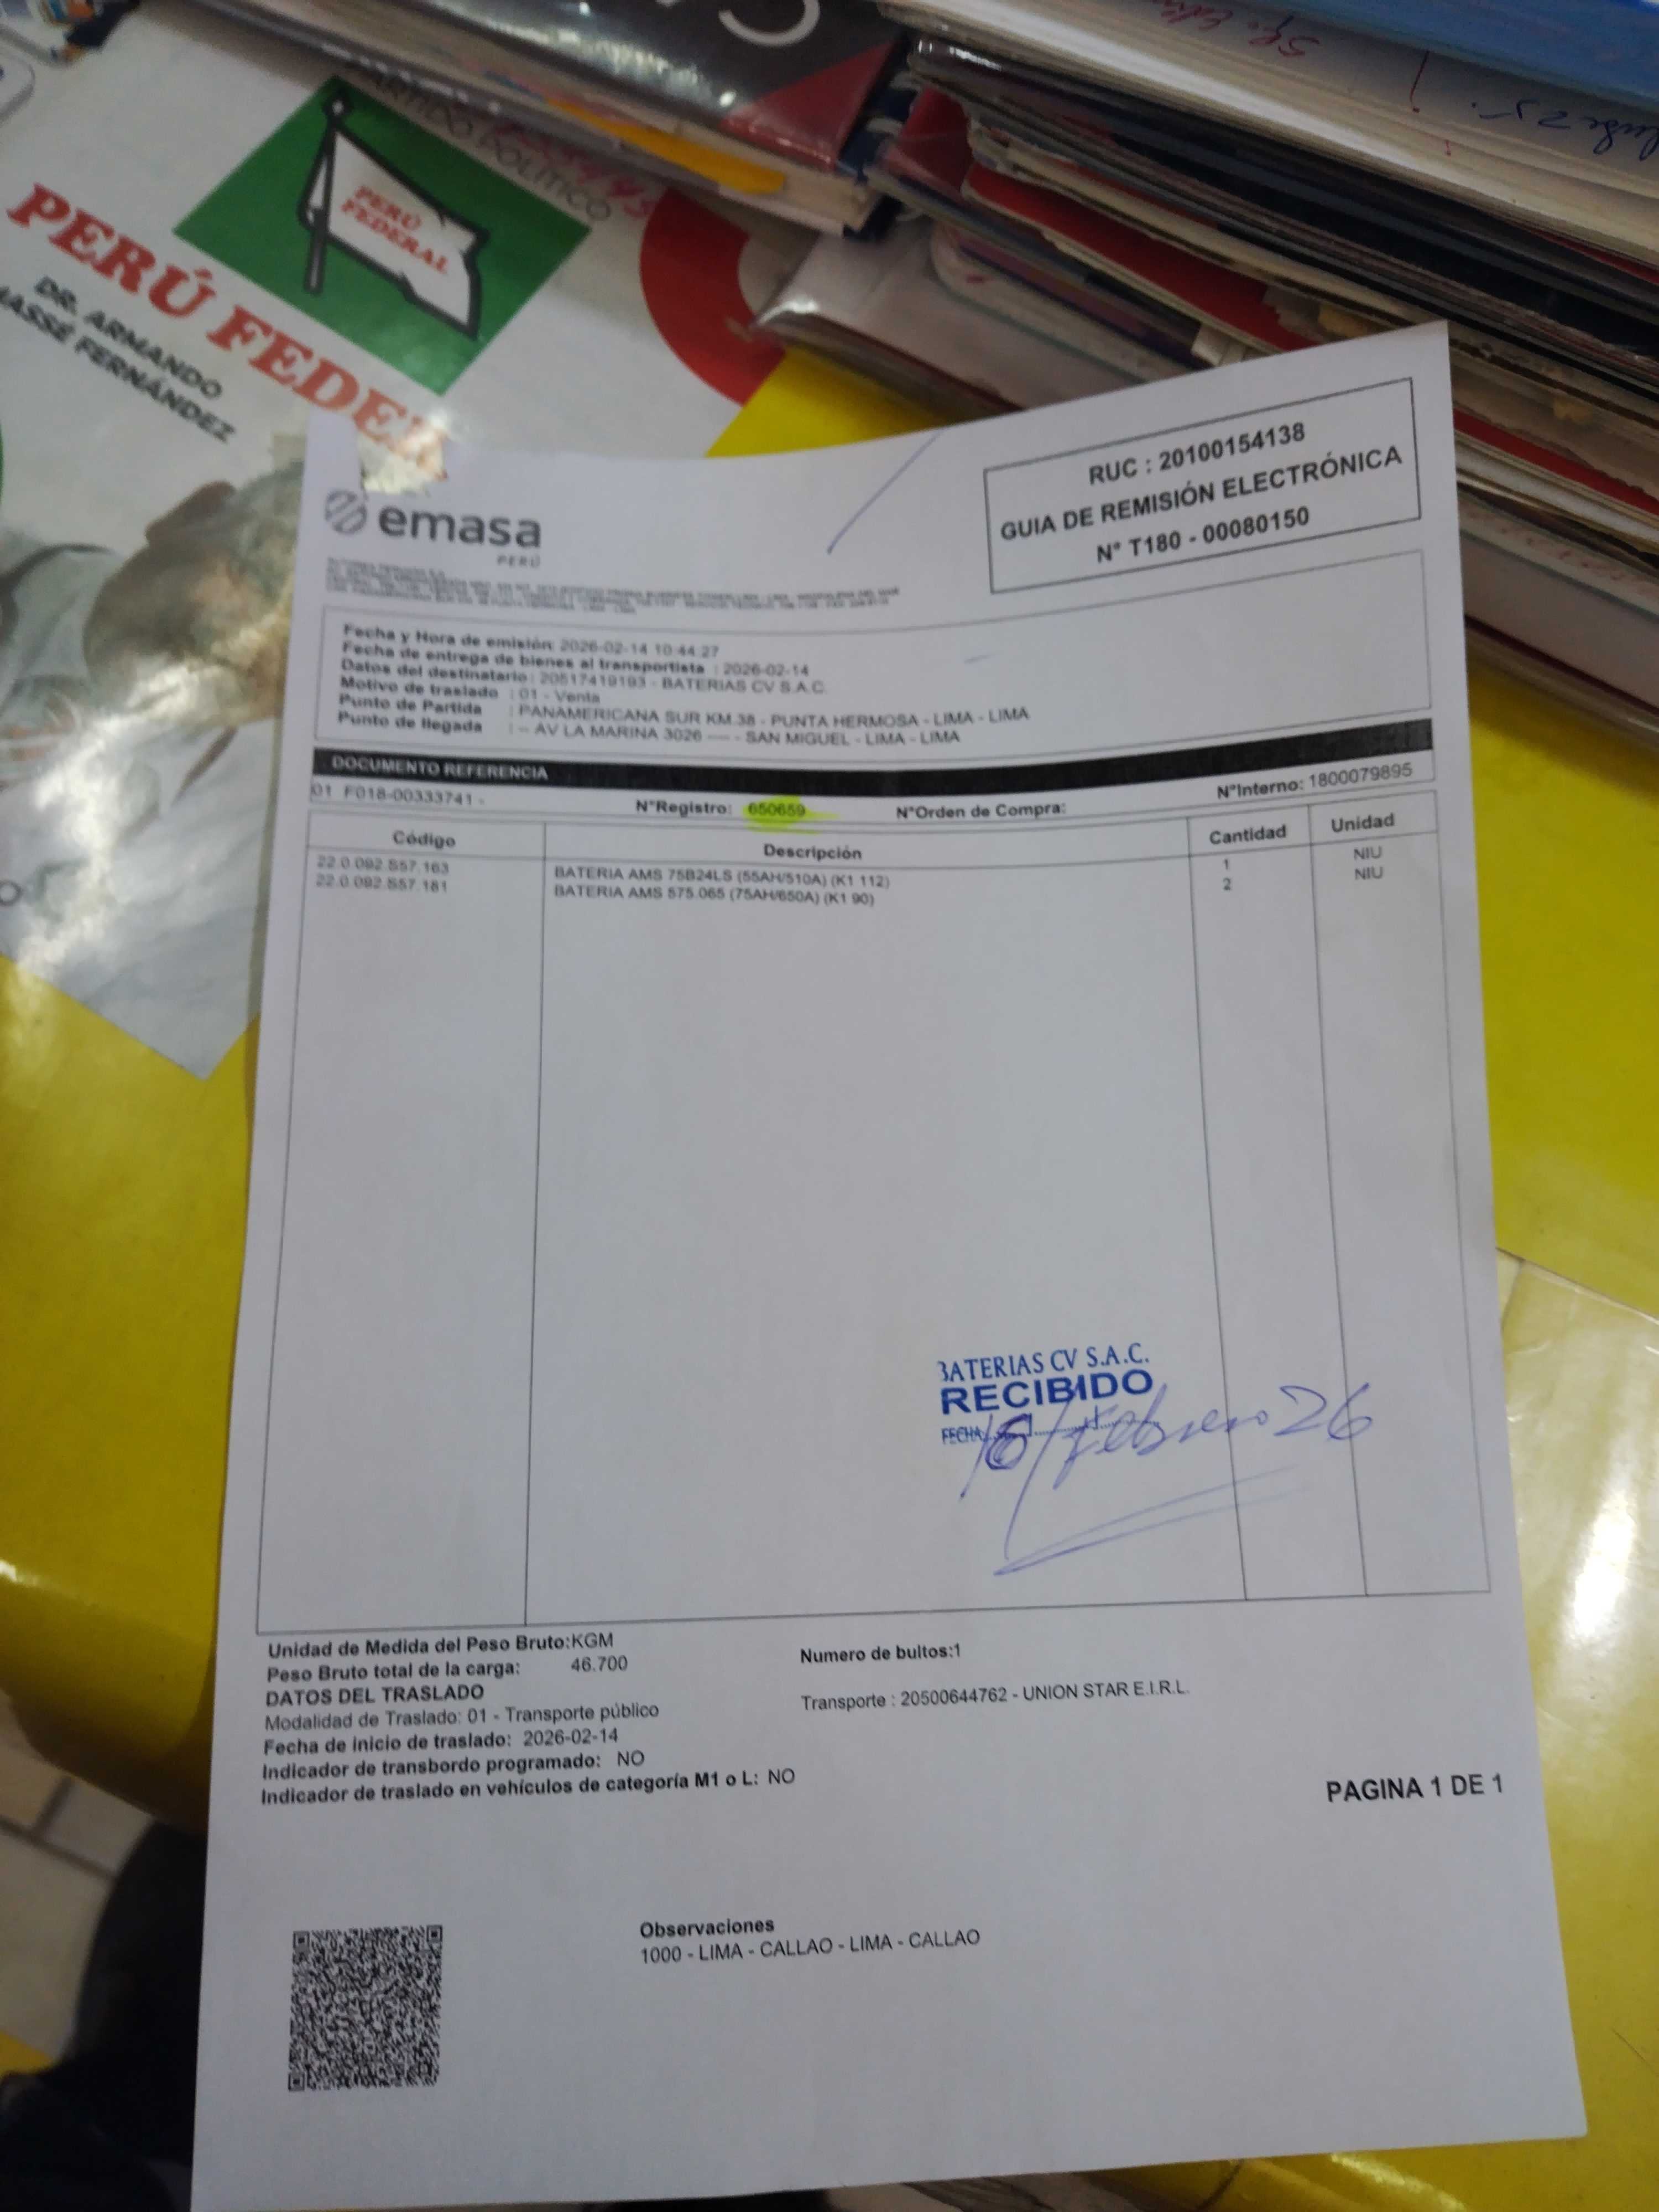 PARTIDO POLÍTICO
PERÚ
FEDERAL
PERÚ FEDER
DR. ARMANDO
MASSÉ FERNÁNDEZ
emasa
PERÚ
RUC : 20100154138
GUIA DE REMISIÓN ELECTRÓNICA
N° T180 - 00080150
Fecha y Hora de emisión: 2026-02-14 10:44:27
Fecha de entrega de bienes al transportista : 2026-02-14
Datos del destinatario : 20517419193 - BATERIAS CV S.A.C.
Motivo de traslado : 01 - Venta
Punto de Partida : PANAMERICANA SUR KM.38 - PUNTA HERMOSA - LIMA - LIMA
Punto de llegada : -- AV LA MARINA 3026 ---- - SAN MIGUEL - LIMA - LIMA
DOCUMENTO REFERENCIA
01 F018-00333741 - N°Registro: 650659 N°Orden de Compra: N°Interno: 1800079895
Código Descripción Cantidad Unidad
22.0.092.S57.163 BATERIA AMS 75B24LS (55AH/510A) (K1 112) 1 NIU
22.0.092.S57.181 BATERIA AMS 575.065 (75AH/650A) (K1 90) 2 NIU
BATERIAS CV S.A.C.
RECIBIDO
FECHA: 16/febrero 26
Unidad de Medida del Peso Bruto:KGM
Peso Bruto total de la carga: 46.700 Numero de bultos:1
DATOS DEL TRASLADO
Modalidad de Traslado: 01 - Transporte público Transporte : 20500644762 - UNION STAR E.I.R.L.
Fecha de inicio de traslado: 2026-02-14
Indicador de transbordo programado: NO
Indicador de traslado en vehículos de categoría M1 o L: NO
PAGINA 1 DE 1
Observaciones
1000 - LIMA - CALLAO - LIMA - CALLAO